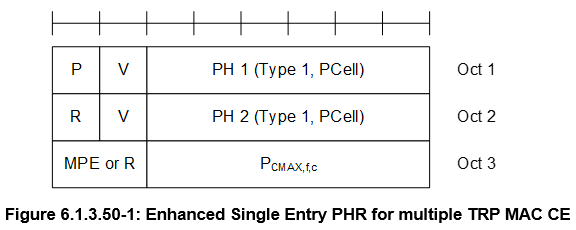 P V PH 1 (Type 1, PCell) Oct 1
R V PH 2 (Type 1, PCell) Oct 2
MPE or R PCMAX,f,c Oct 3
Figure 6.1.3.50-1: Enhanced Single Entry PHR for multiple TRP MAC CE